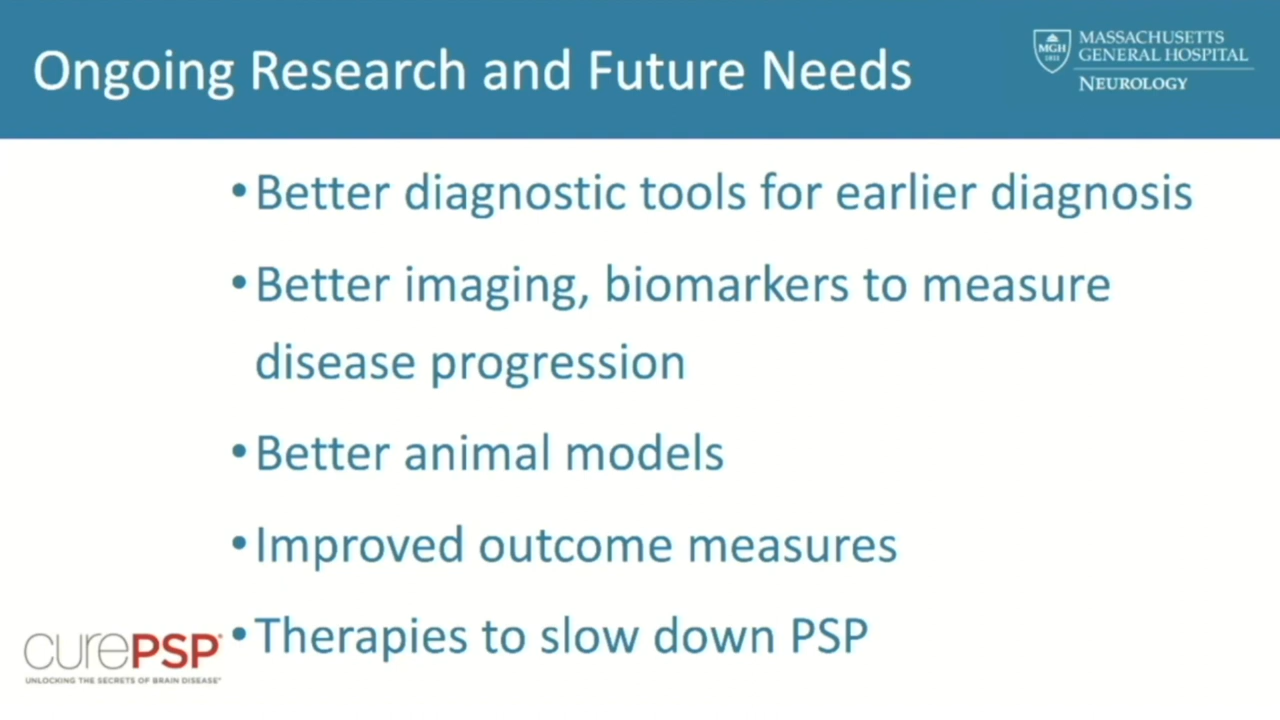 Ongoing Research and Future Needs
MGH
1811
MASSACHUSETTS
GENERAL HOSPITAL
NEUROLOGY
•Better diagnostic tools for earlier diagnosis
•Better imaging, biomarkers to measure
disease progression
•Better animal models
•Improved outcome measures
•Therapies to slow down PSP
curePSP
UNLOCKING THE SECRETS OF BRAIN DISEASE